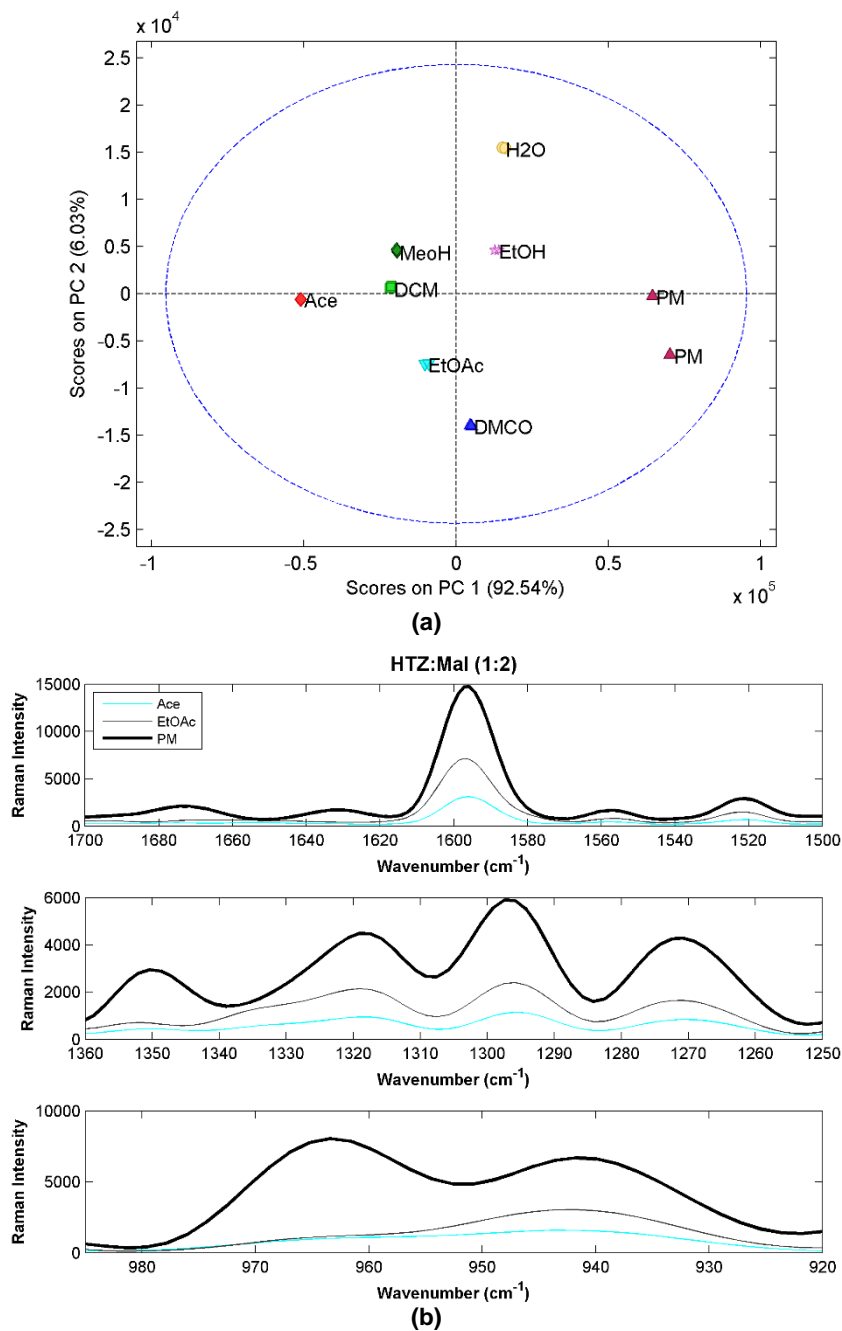 x 10^4
2.5
2
1.5
1
0.5
0
-0.5
-1
-1.5
-2
-2.5
Scores on PC 2 (6.03%)
H2O
MeoH
EtOH
DCM
Ace
PM
EtOAc
PM
DMCO
-1 -0.5 0 0.5 1
Scores on PC 1 (92.54%)
x 10^5
(a)
HTZ:Mal (1:2)
Ace
EtOAc
PM
15000
10000
5000
0
Raman Intensity
1700 1680 1660 1640 1620 1600 1580 1560 1540 1520 1500
Wavenumber (cm^-1)
6000
4000
2000
0
Raman Intensity
1360 1350 1340 1330 1320 1310 1300 1290 1280 1270 1260 1250
Wavenumber (cm^-1)
10000
5000
0
Raman Intensity
980 970 960 950 940 930 920
Wavenumber (cm^-1)
(b)